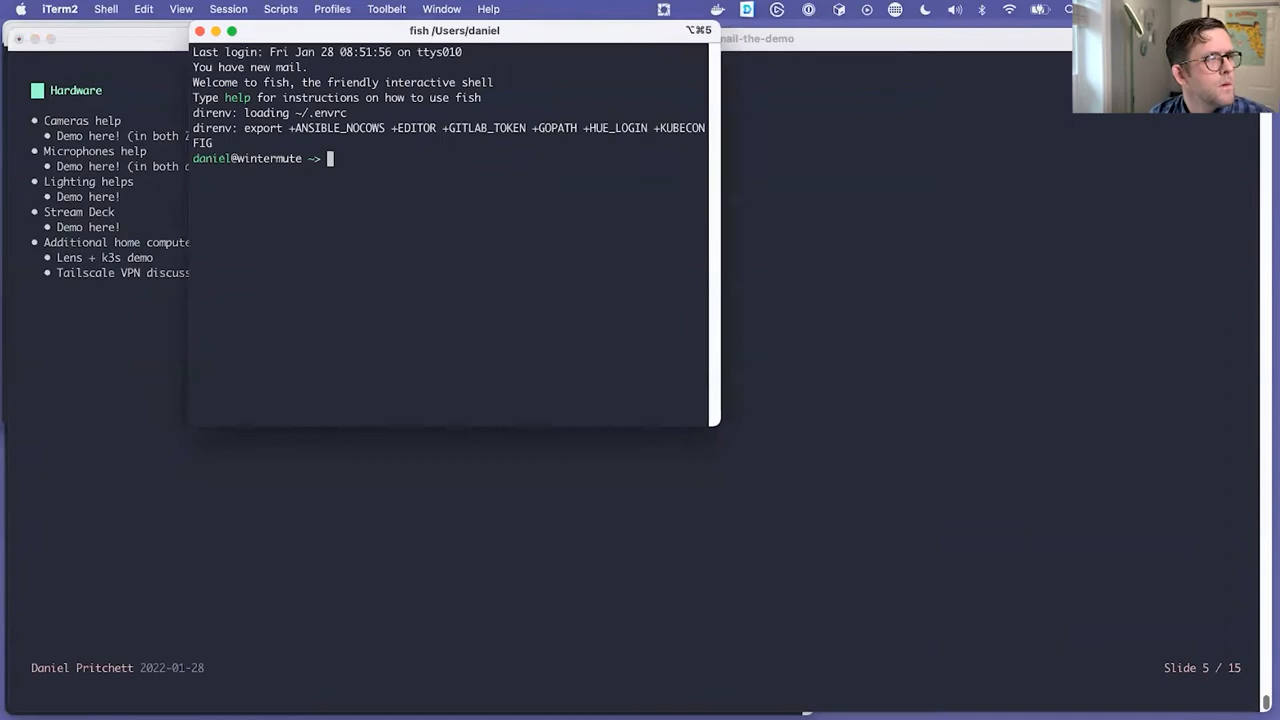 iTerm2 Shell Edit View Session Scripts Profiles Toolbelt Window Help
fish /Users/daniel
⌥⌘5
mail-the-demo
Last login: Fri Jan 28 08:51:56 on ttys010
You have new mail.
Welcome to fish, the friendly interactive shell
Type help for instructions on how to use fish
direnv: loading ~/.envrc
direnv: export +ANSIBLE_NOCOWS +EDITOR +GITLAB_TOKEN +GOPATH +HUE_LOGIN +KUBECON
FIG
daniel@wintermute ~>
Hardware
• Cameras help
• Demo here! (in both Z
• Microphones help
• Demo here! (in both
• Lighting helps
• Demo here!
• Stream Deck
• Demo here!
• Additional home compute
• Lens + k3s demo
• Tailscale VPN discuss
Daniel Pritchett 2022-01-28
Slide 5 / 15